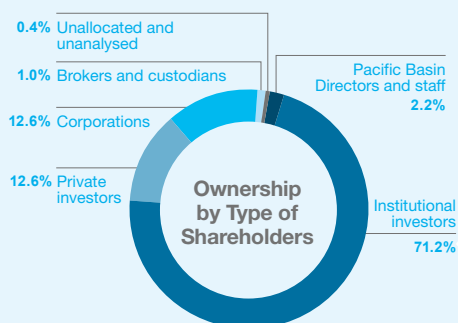 0.4% Unallocated and
unanalysed
1.0% Brokers and custodians
12.6% Corporations
12.6% Private
investors
Pacific Basin
Directors and staff
2.2%
Ownership
by Type of
Shareholders
Institutional
investors
71.2%